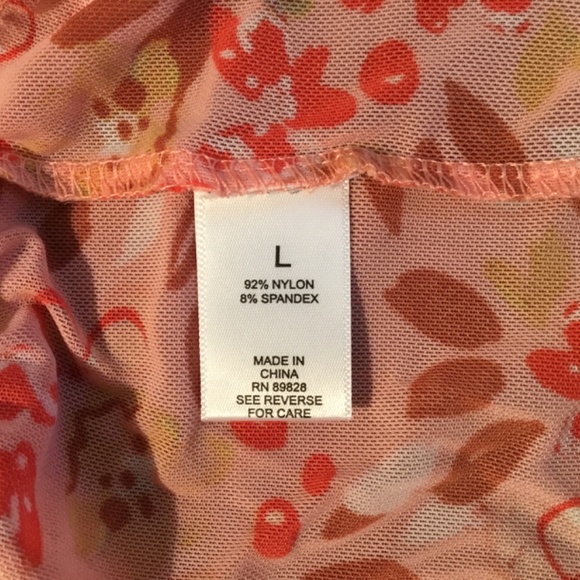 L
92% NYLON
8% SPANDEX
MADE IN
CHINA
RN 89828
SEE REVERSE
FOR CARE